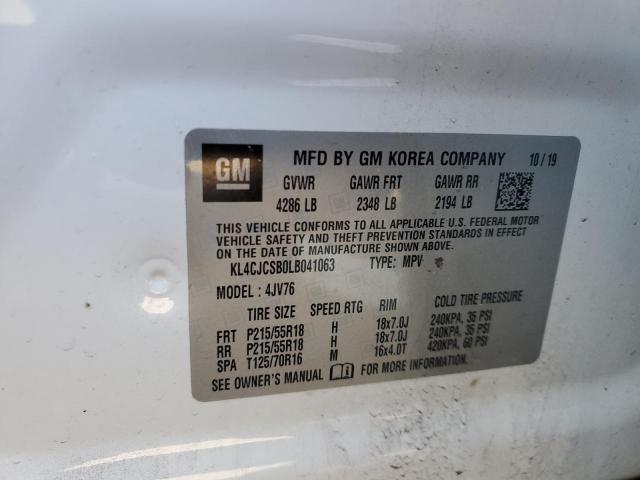 GM MFD BY GM KOREA COMPANY 10/19
GVWR GAWR FRT GAWR RR
4286 LB 2348 LB 2194 LB
THIS VEHICLE CONFORMS TO ALL APPLICABLE U.S. FEDERAL MOTOR
VEHICLE SAFETY AND THEFT PREVENTION STANDARDS IN EFFECT
ON THE DATE OF MANUFACTURE SHOWN ABOVE.
KL4CJCSB0LB041063 TYPE: MPV
MODEL : 4JV76
TIRE SIZE SPEED RTG RIM COLD TIRE PRESSURE
FRT P215/55R18 H 18x7.0J 240KPA, 35 PSI
RR P215/55R18 H 18x7.0J 240KPA, 35 PSI
SPA T125/70R16 M 16x4.0T 420KPA, 60 PSI
SEE OWNER'S MANUAL FOR MORE INFORMATION